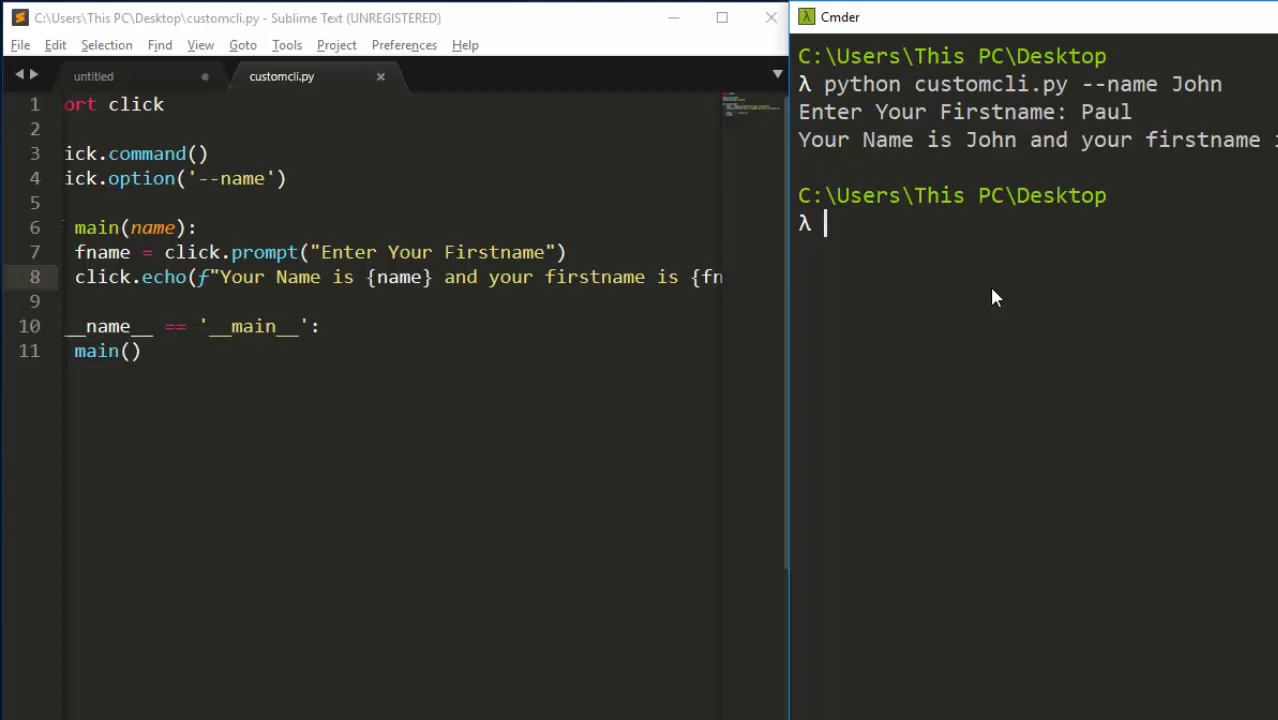 C:\Users\This PC\Desktop\customcli.py - Sublime Text (UNREGISTERED)
File Edit Selection Find View Goto Tools Project Preferences Help
untitled customcli.py
1 ort click
2
3 ick.command()
4 ick.option('--name')
5
6 main(name):
7 fname = click.prompt("Enter Your Firstname")
8 click.echo(f"Your Name is {name} and your firstname is {fn
9
10 __name__ == '__main__':
11 main()
Cmder
C:\Users\This PC\Desktop
λ python customcli.py --name John
Enter Your Firstname: Paul
Your Name is John and your firstname
C:\Users\This PC\Desktop
λ